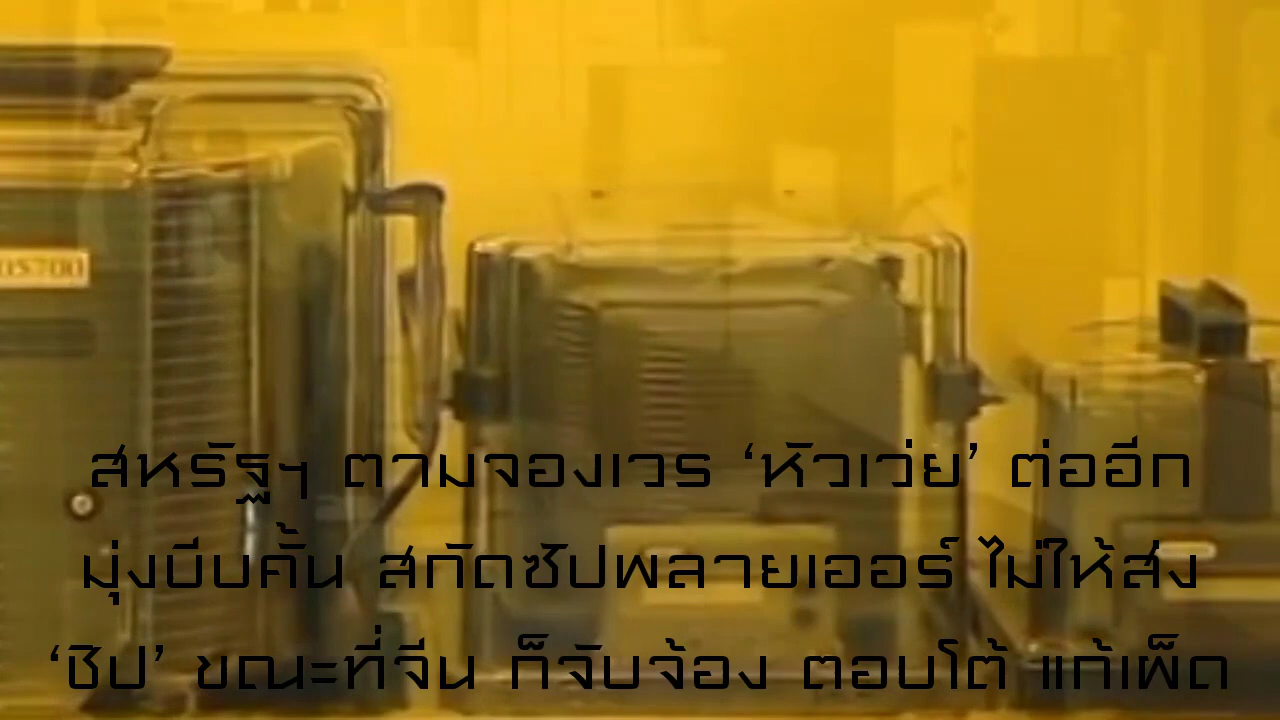 05700
สหรัฐฯ ตามจองเวร ‘หัวเว่ย’ ต่ออีก
มุ่งบีบคั้น สกัดซัปพลายเออร์ ไม่ให้ส่ง
‘ชิป’ ขณะที่จีน ก็จับจ้อง ตอบโต้ แก้เผ็ด